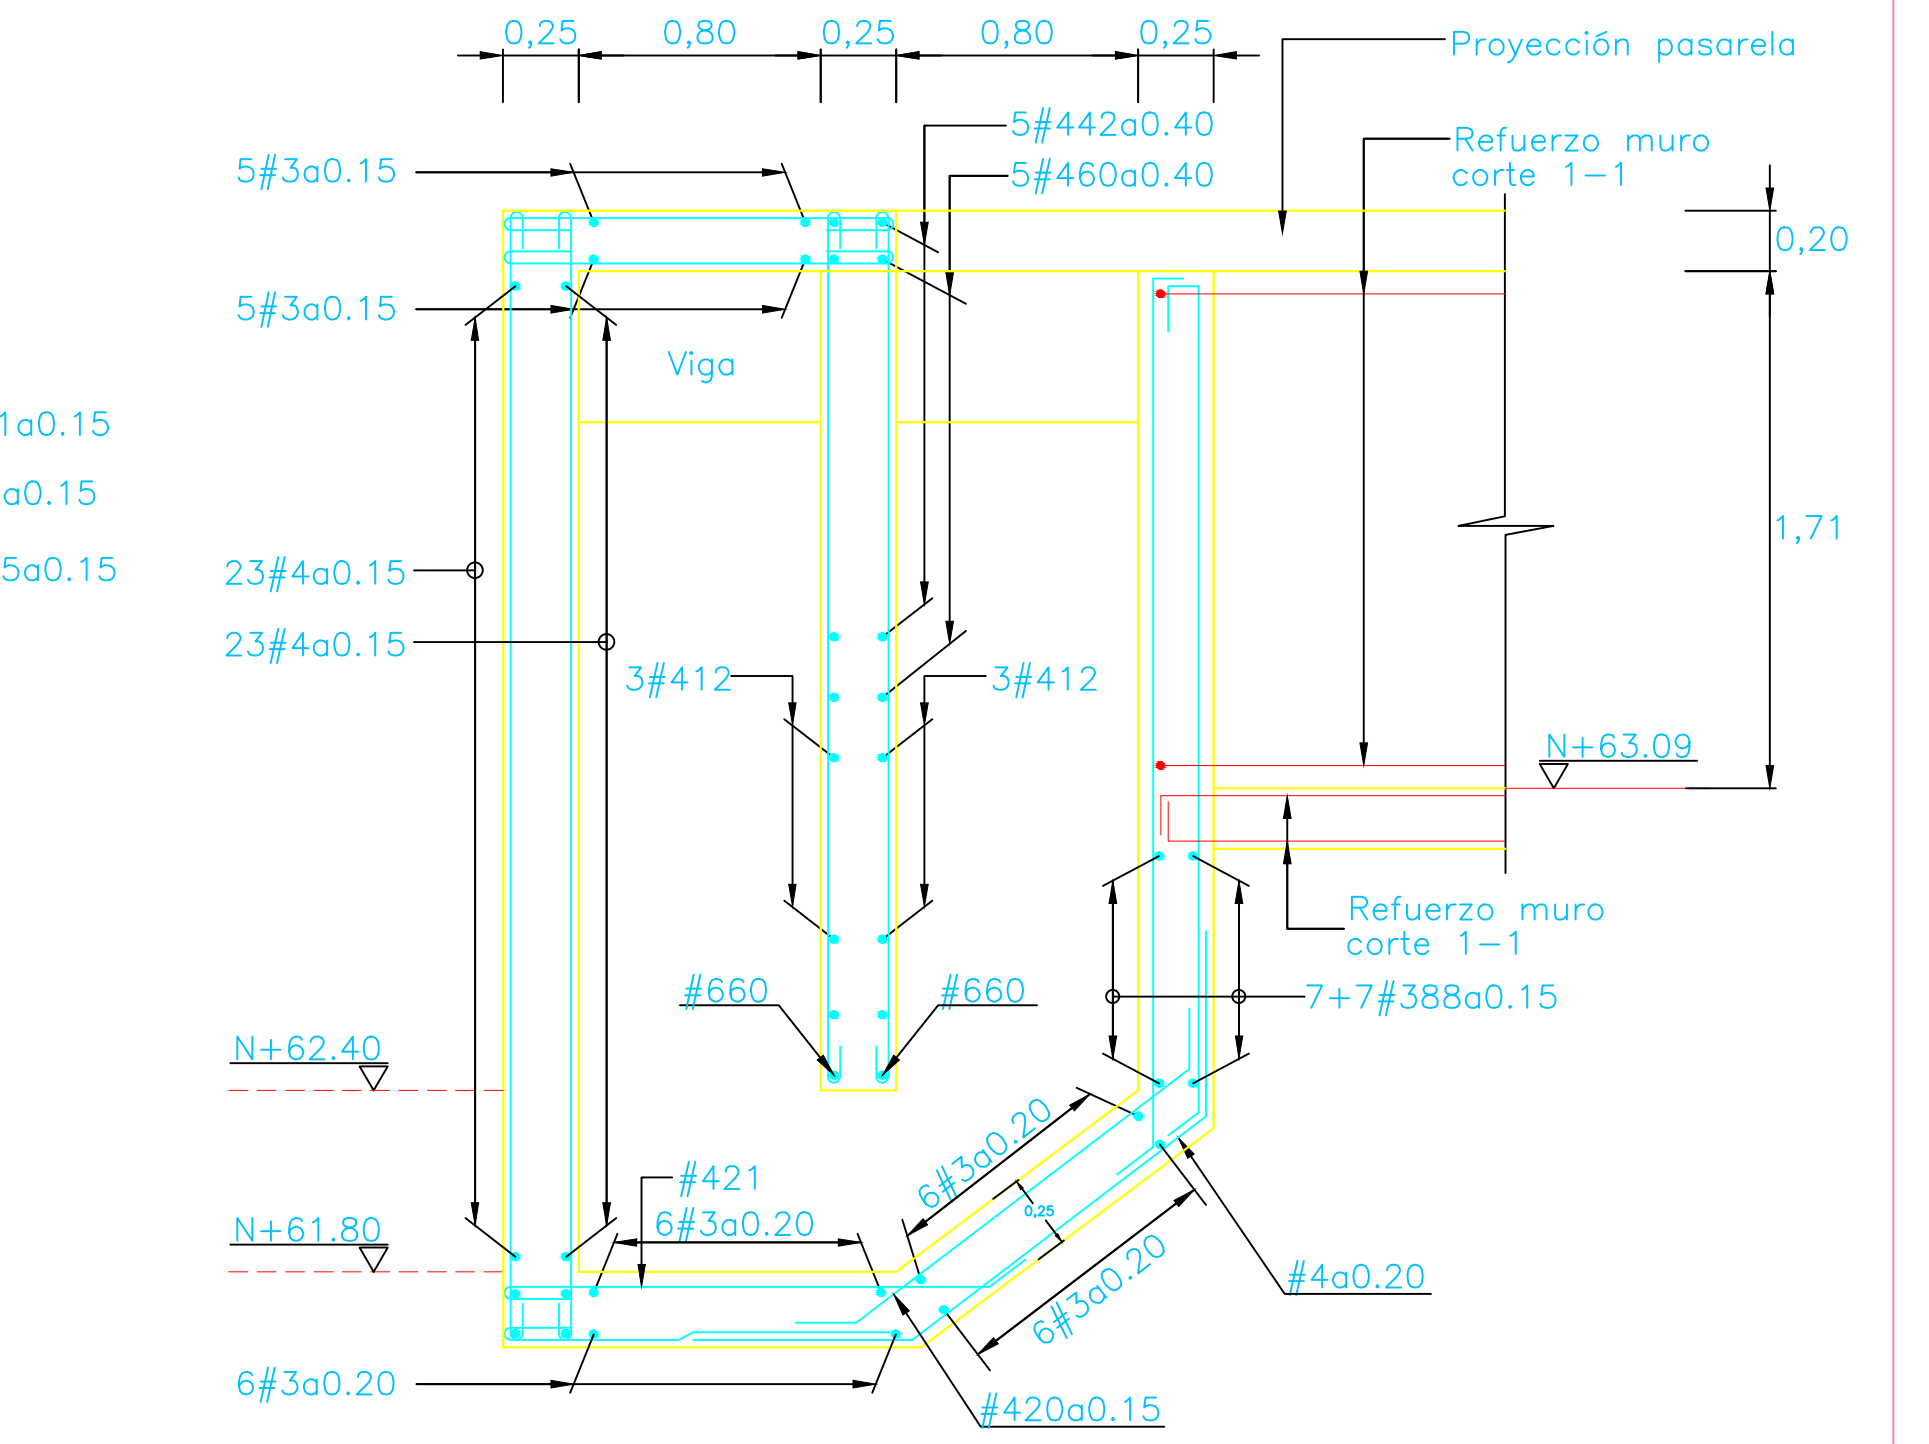 0,25
0,80
0,25
0,80
0,25
Proyección pasarela
5#442a0.40
Refuerzo muro
corte 1-1
5#3a0.15
5#460a0.40
0,20
5#3a0.15
Viga
1a0.15
a0.15
5a0.15
23#4a0.15
1,71
23#4a0.15
3#412
3#412
N+63.09
Refuerzo muro
corte 1-1
#660
#660
7+7#388a0.15
N+62.40
6#3a0.20
#421
0,25
6#3a0.20
N+61.80
6#3a0.20
#4a0.20
6#3a0.20
#420a0.15